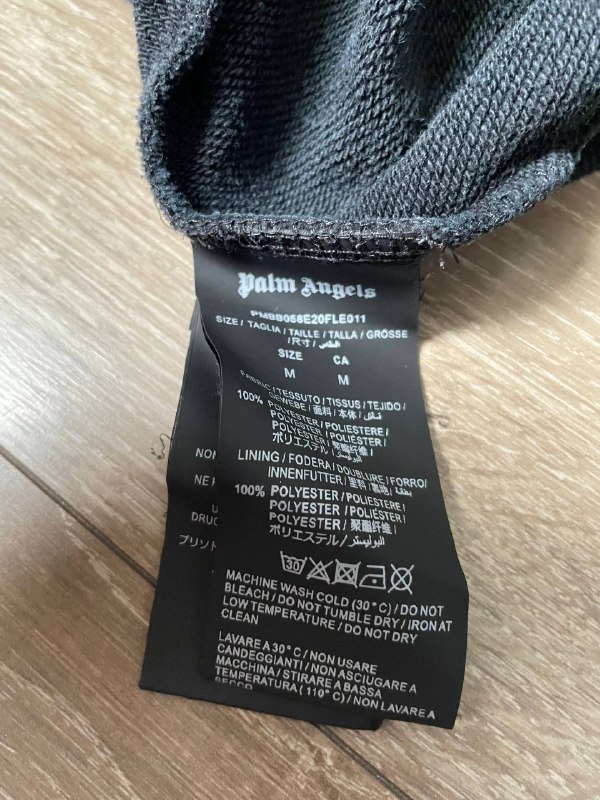 Palm Angels
PMBB058E20FLE011
SIZE / TAGLIA / TAILLE / TALLA / GRÖSSE
/尺寸/ المقاس
SIZE CA
M M
FABRIC / TESSUTO / TISSUS / TEJIDO /
GEWEBE / 面料 / 本体 /
100% POLYESTER / POLIESTERE /
POLYESTER / POLIÉSTER /
POLYESTER / 聚酯纤维 /
ポリエステル / البوليستر
LINING / FODERA / DOUBLURE / FORRO /
INNENFUTTER / 里料 / 裏地 / بطانة
100% POLYESTER / POLIESTERE /
POLYESTER / POLIÉSTER /
POLYESTER / 聚酯纤维 /
ポリエステル / البوليستر
30
MACHINE WASH COLD (30°C) / DO NOT
BLEACH / DO NOT TUMBLE DRY / IRON AT
LOW TEMPERATURE / DO NOT DRY
CLEAN
LAVARE A 30° C / NON USARE
CANDEGGIANTI / NON ASCIUGARE A
MACCHINA / STIRARE A BASSA
TEMPERATURA (110° C) / NON LAVARE A
SECCO
NON
NE
DRUC
プリント